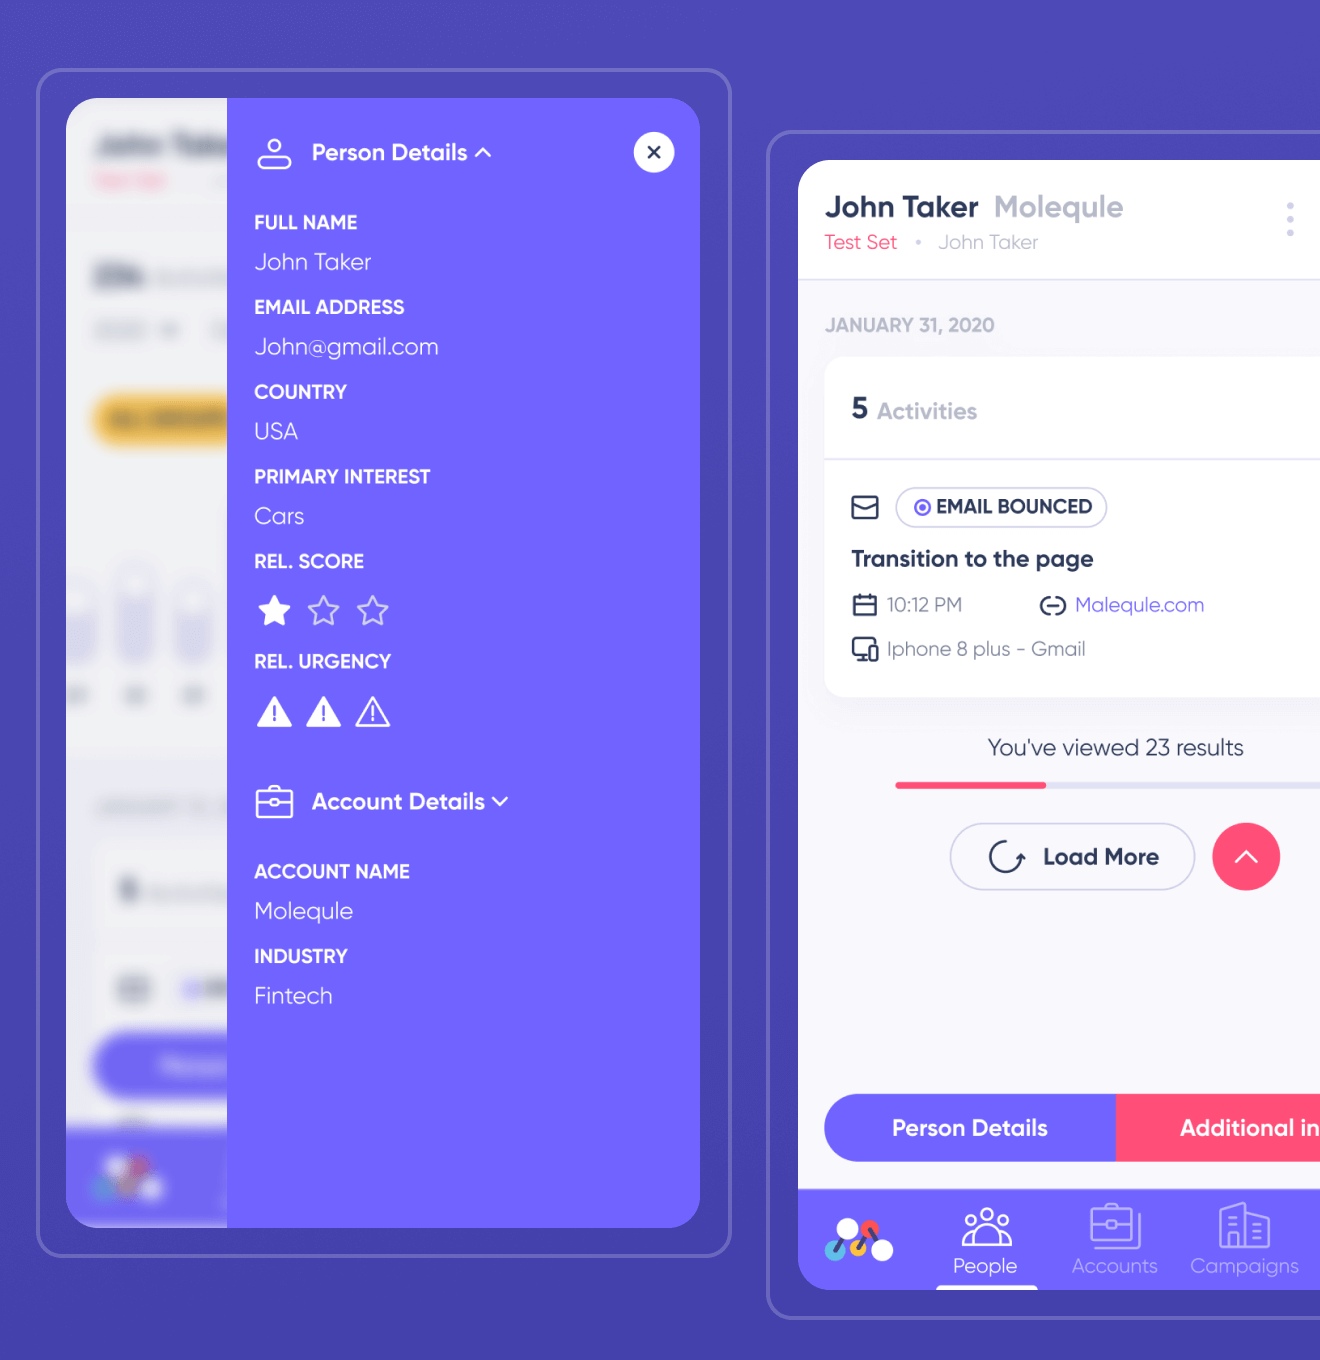 Person Details
FULL NAME
John Taker
EMAIL ADDRESS
John@gmail.com
COUNTRY
USA
PRIMARY INTEREST
Cars
REL. SCORE
REL. URGENCY
Account Details
ACCOUNT NAME
Molequle
INDUSTRY
Fintech
John Taker Molequle
Test Set • John Taker
JANUARY 31, 2020
5 Activities
EMAIL BOUNCED
Transition to the page
10:12 PM Malequle.com
Iphone 8 plus - Gmail
You've viewed 23 results
Load More
Person Details Additional in
People Accounts Campaigns